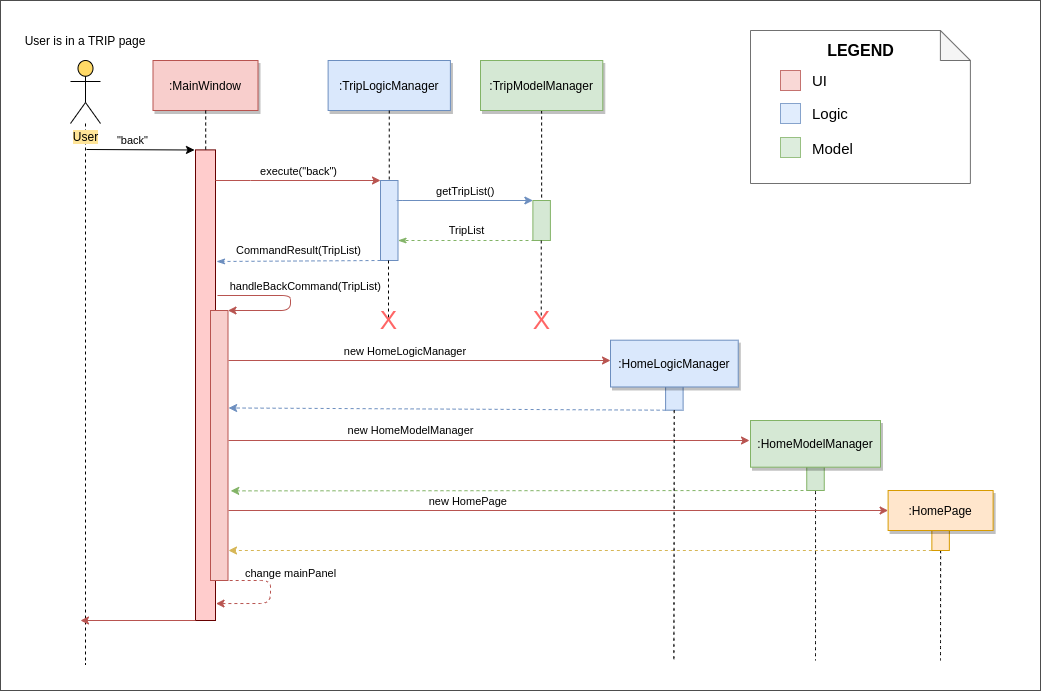 User is in a TRIP page
LEGEND
UI
Logic
Model
:MainWindow
:TripLogicManager
:TripModelManager
User
"back"
execute("back")
getTripList()
TripList
CommandResult(TripList)
handleBackCommand(TripList)
X
X
new HomeLogicManager
:HomeLogicManager
new HomeModelManager
:HomeModelManager
new HomePage
:HomePage
change mainPanel